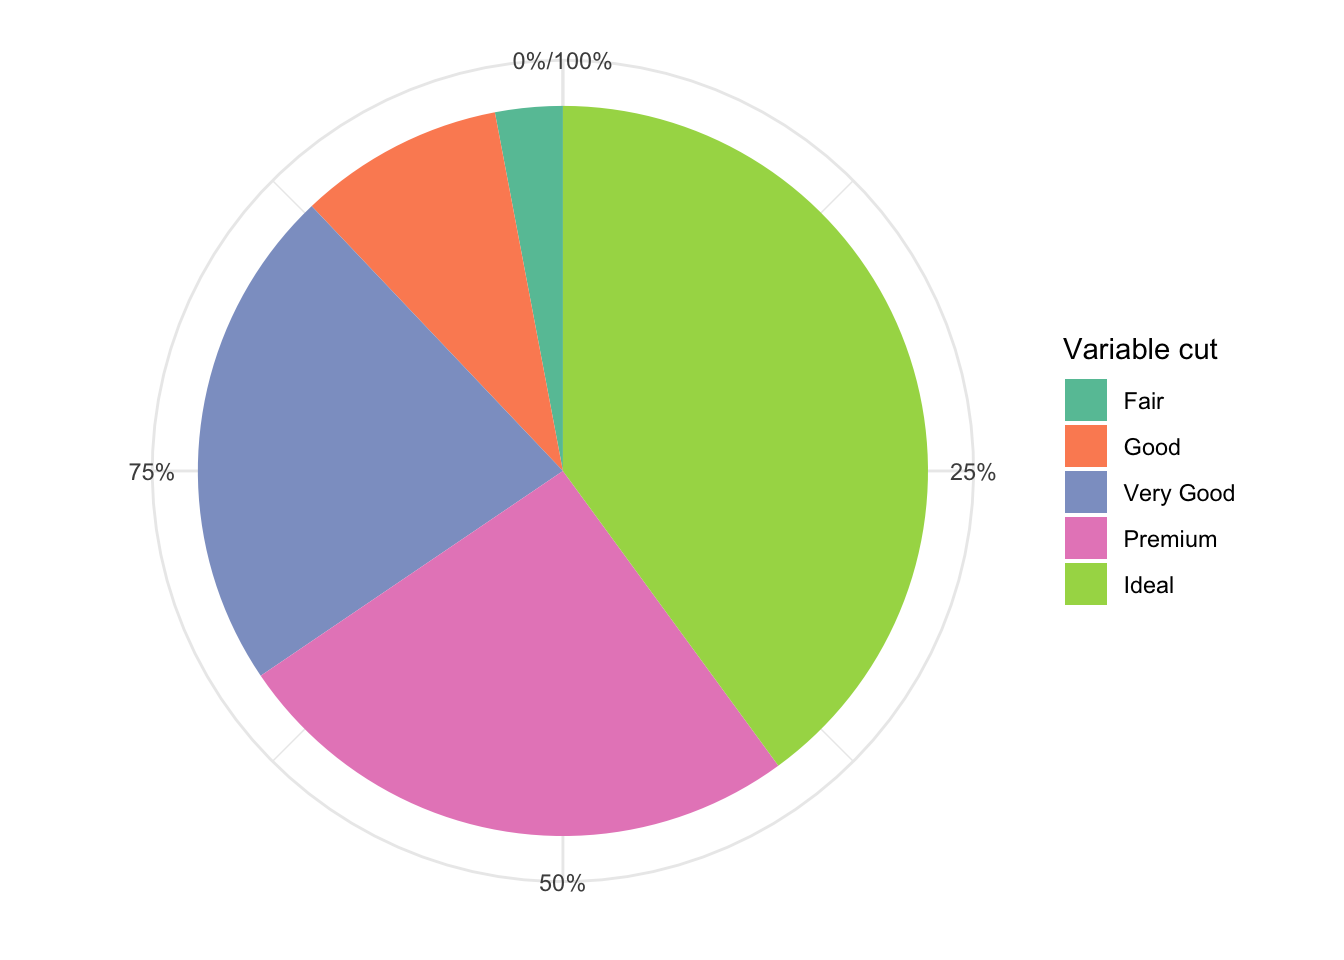 0%/100%
25%
50%
75%
Variable cut
Fair
Good
Very Good
Premium
Ideal